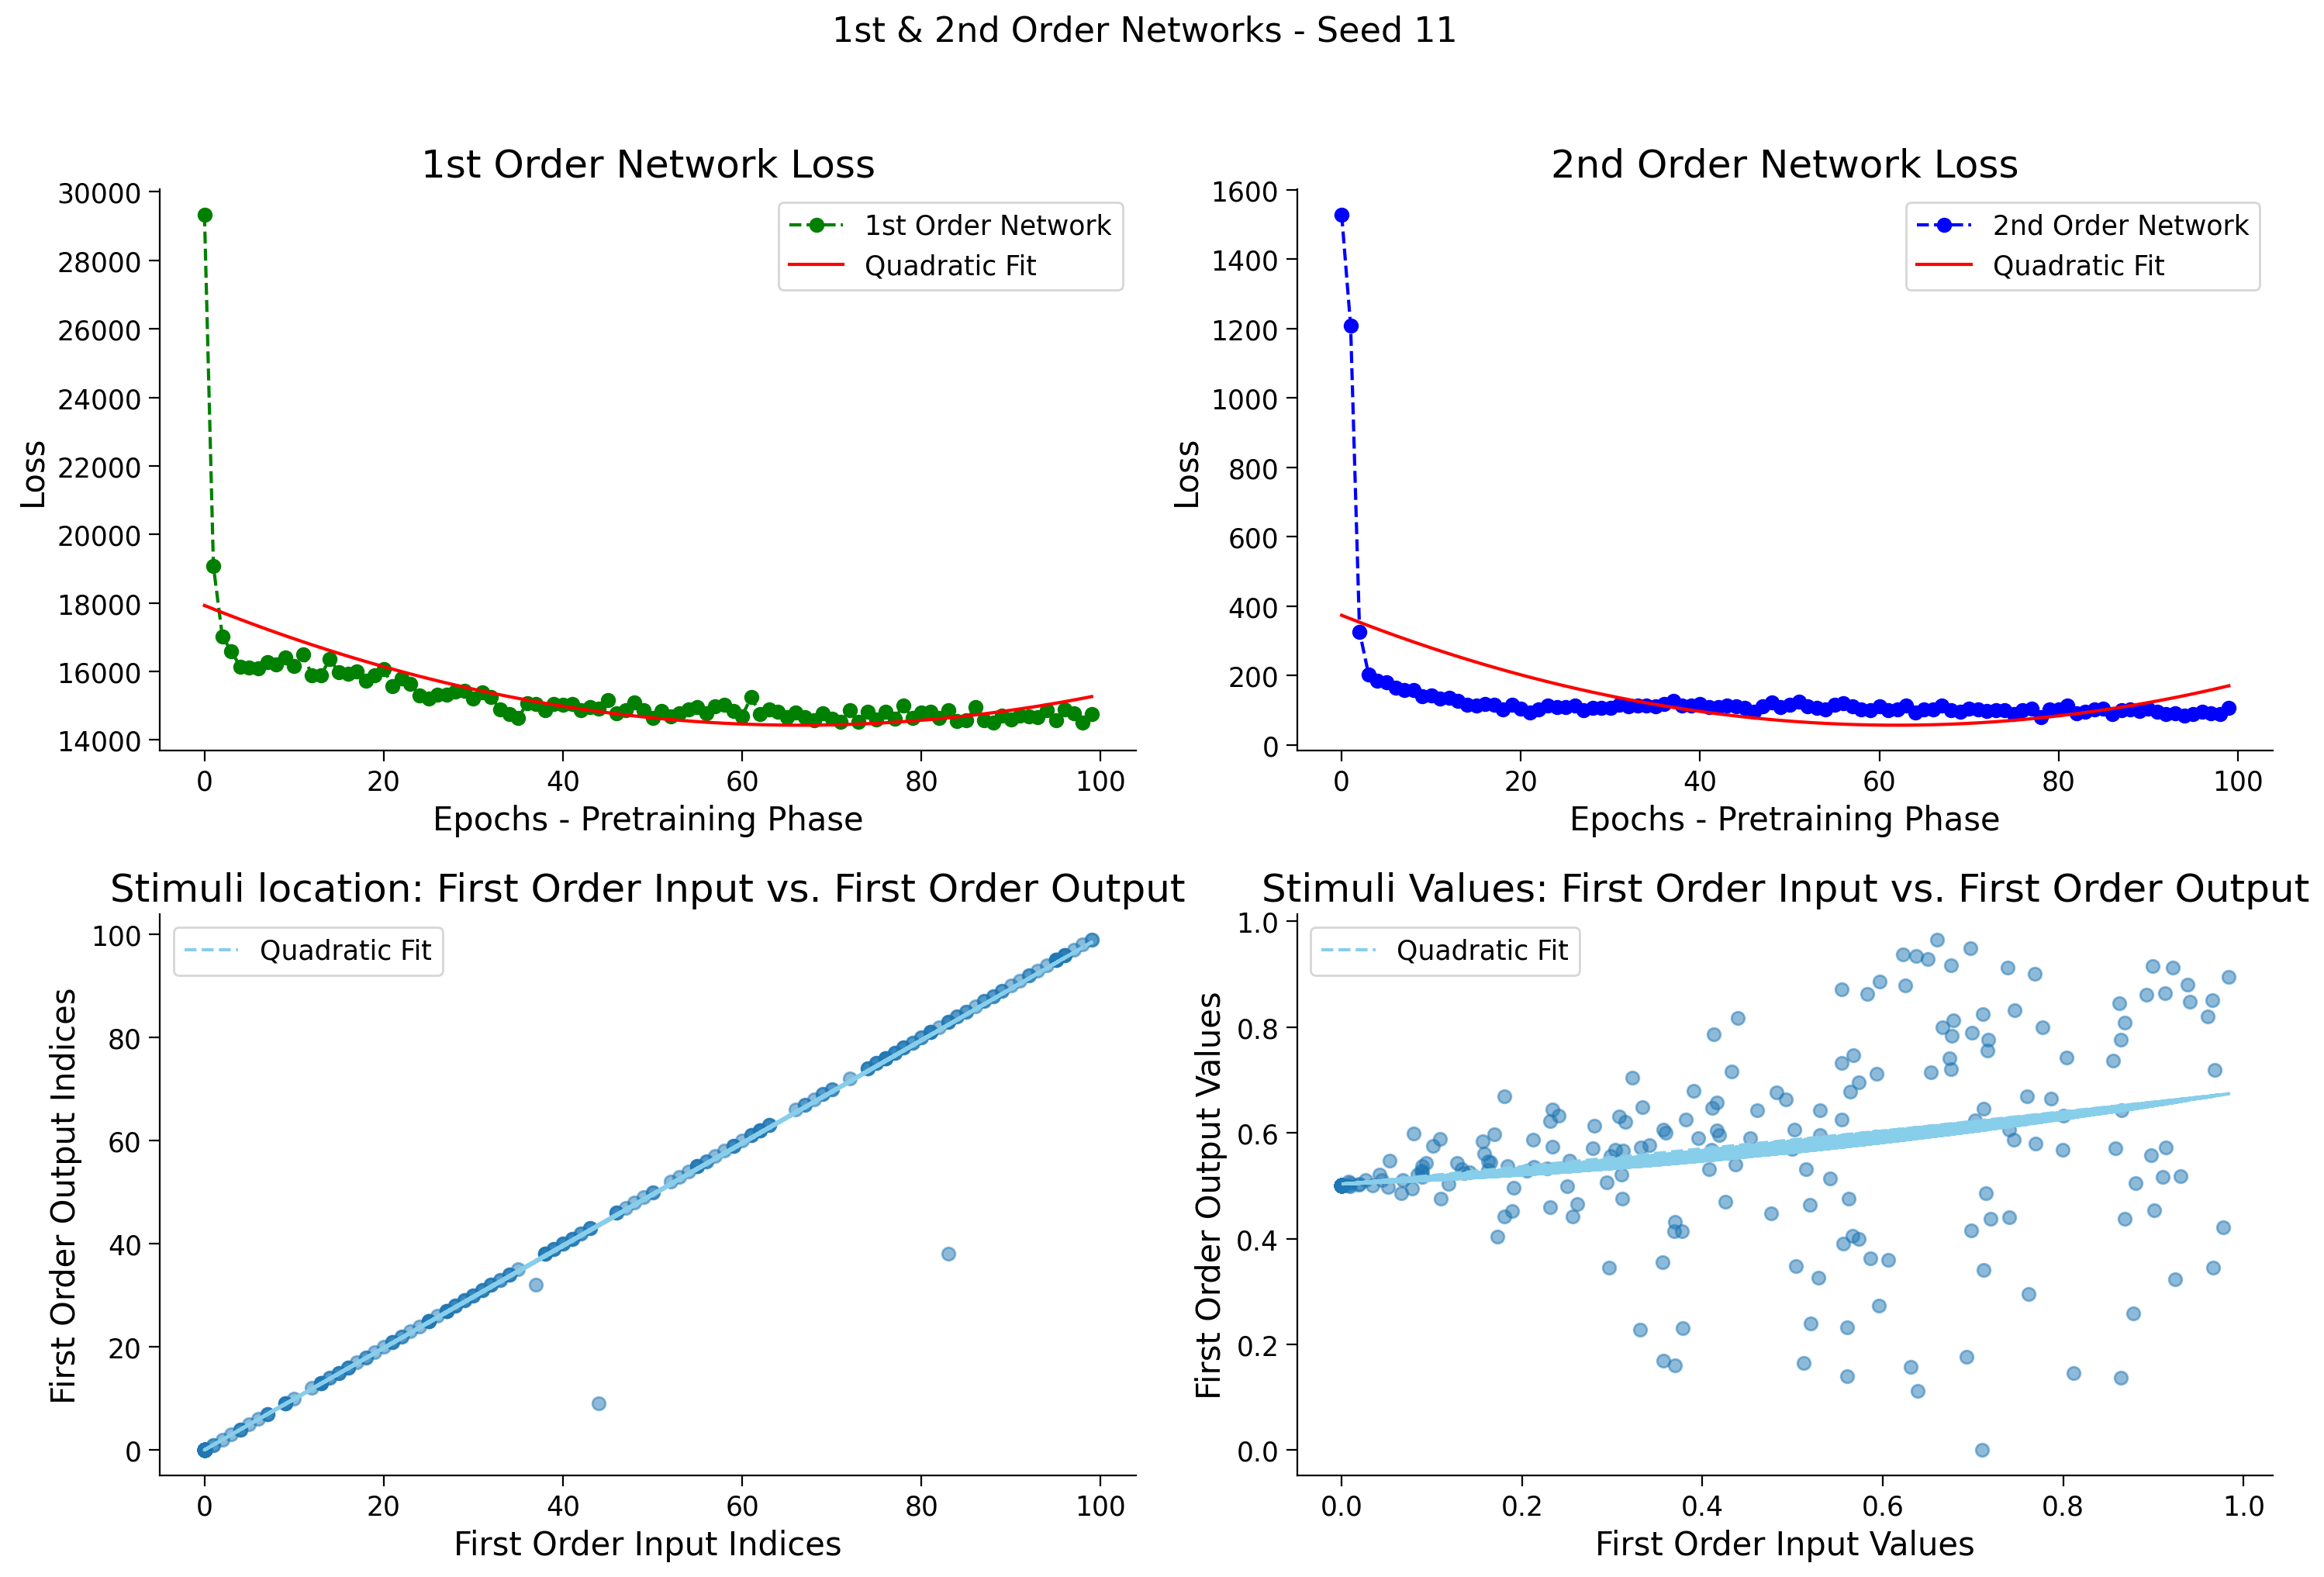 1st & 2nd Order Networks - Seed 11
1st Order Network Loss
30000
28000
26000
24000
22000
20000
18000
16000
14000
Loss
1st Order Network
Quadratic Fit
0 20 40 60 80 100
Epochs - Pretraining Phase
2nd Order Network Loss
1600
1400
1200
1000
800
600
400
200
0
Loss
2nd Order Network
Quadratic Fit
0 20 40 60 80 100
Epochs - Pretraining Phase
Stimuli location: First Order Input vs. First Order Output
100
80
60
40
20
0
First Order Output Indices
Quadratic Fit
0 20 40 60 80 100
First Order Input Indices
Stimuli Values: First Order Input vs. First Order Output
1.0
0.8
0.6
0.4
0.2
0.0
First Order Output Values
Quadratic Fit
0.0 0.2 0.4 0.6 0.8 1.0
First Order Input Values